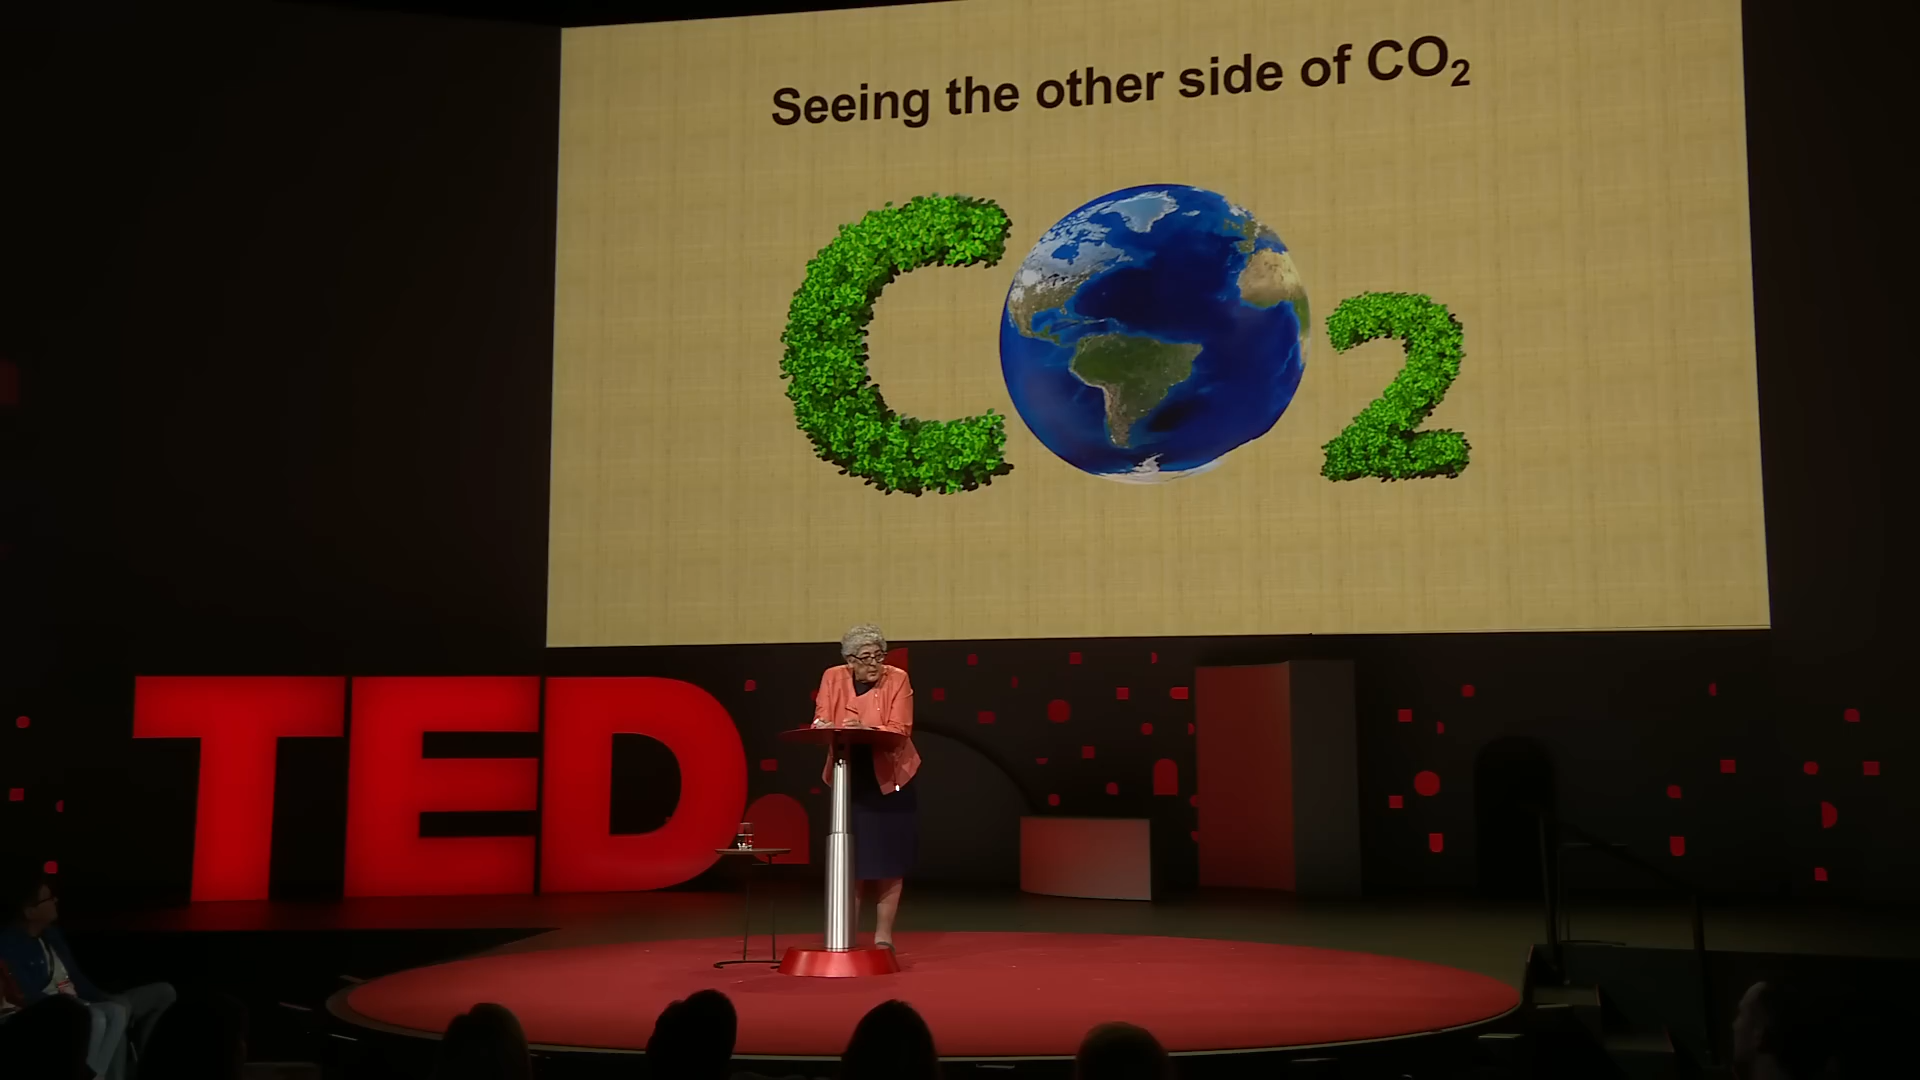 Seeing the other side of CO₂
CO2
TED